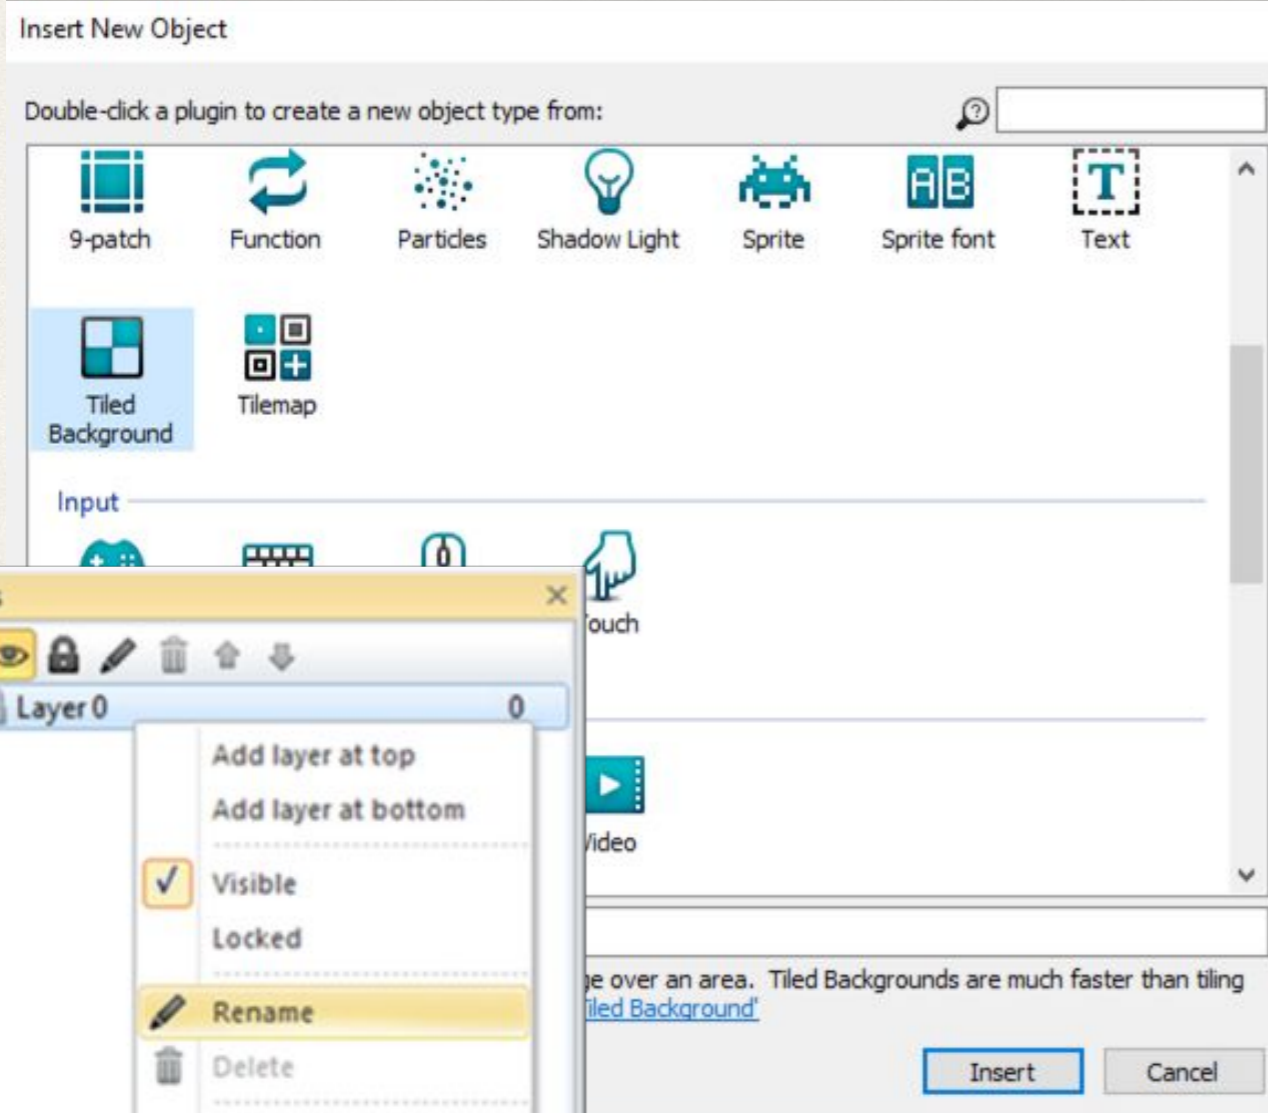 Insert New Object
Double-click a plugin to create a new object type from:
9-patch
Function
Particles
Shadow Light
Sprite
Sprite font
Text
Tiled
Background
Tilemap
Input
ouch
s
Layer 0 0
Add layer at top
Add layer at bottom
Visible
Locked
Rename
Delete
ideo
ge over an area. Tiled Backgrounds are much faster than tiling
iled Background'
Insert
Cancel